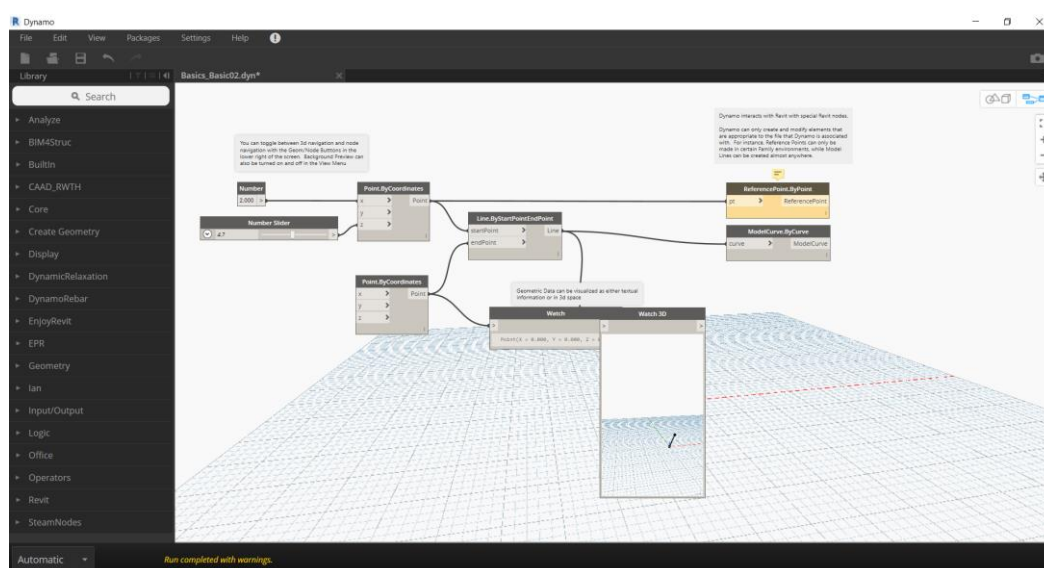 Dynamo
File Edit View Packages Settings Help
Library
Basics_Basic02.dyn*
Search
Analyze
BIM4Struc
BuiltIn
CAAD_RWTH
Core
Create Geometry
Display
DynamicRelaxation
DynamoRebar
EnjoyRevit
EPR
Geometry
Ian
Input/Output
Logic
Office
Operators
Revit
SteamNodes
You can toggle between 3d navigation and node
navigation with the Geom/Node Buttons in the
lower right of the screen. Background Preview can
also be turned on and off in the View Menu
Dynamo interacts with Revit with special Revit nodes.
Dynamo can only create and modify elements that
are appropriate to the file that Dynamo is associated
with. For instance, Reference Points can only be
made in certain Family environments, while Model
Lines can be created almost anywhere.
Number
2.000 >
Number Slider
4.7 >
Point.ByCoordinates
x > Point
y >
z >
Line.ByStartPointEndPoint
startPoint > Line
endPoint >
ReferencePoint.ByPoint
pt > ReferencePoint
ModelCurve.ByCurve
curve > ModelCurve
Point.ByCoordinates
x > Point
y >
z >
Geometric Data can be visualized as either textual
information or in 3d space
Watch
>
Point(X = 0.000, Y = 0.000, Z =
Watch 3D
> >
Automatic
Run completed with warnings.